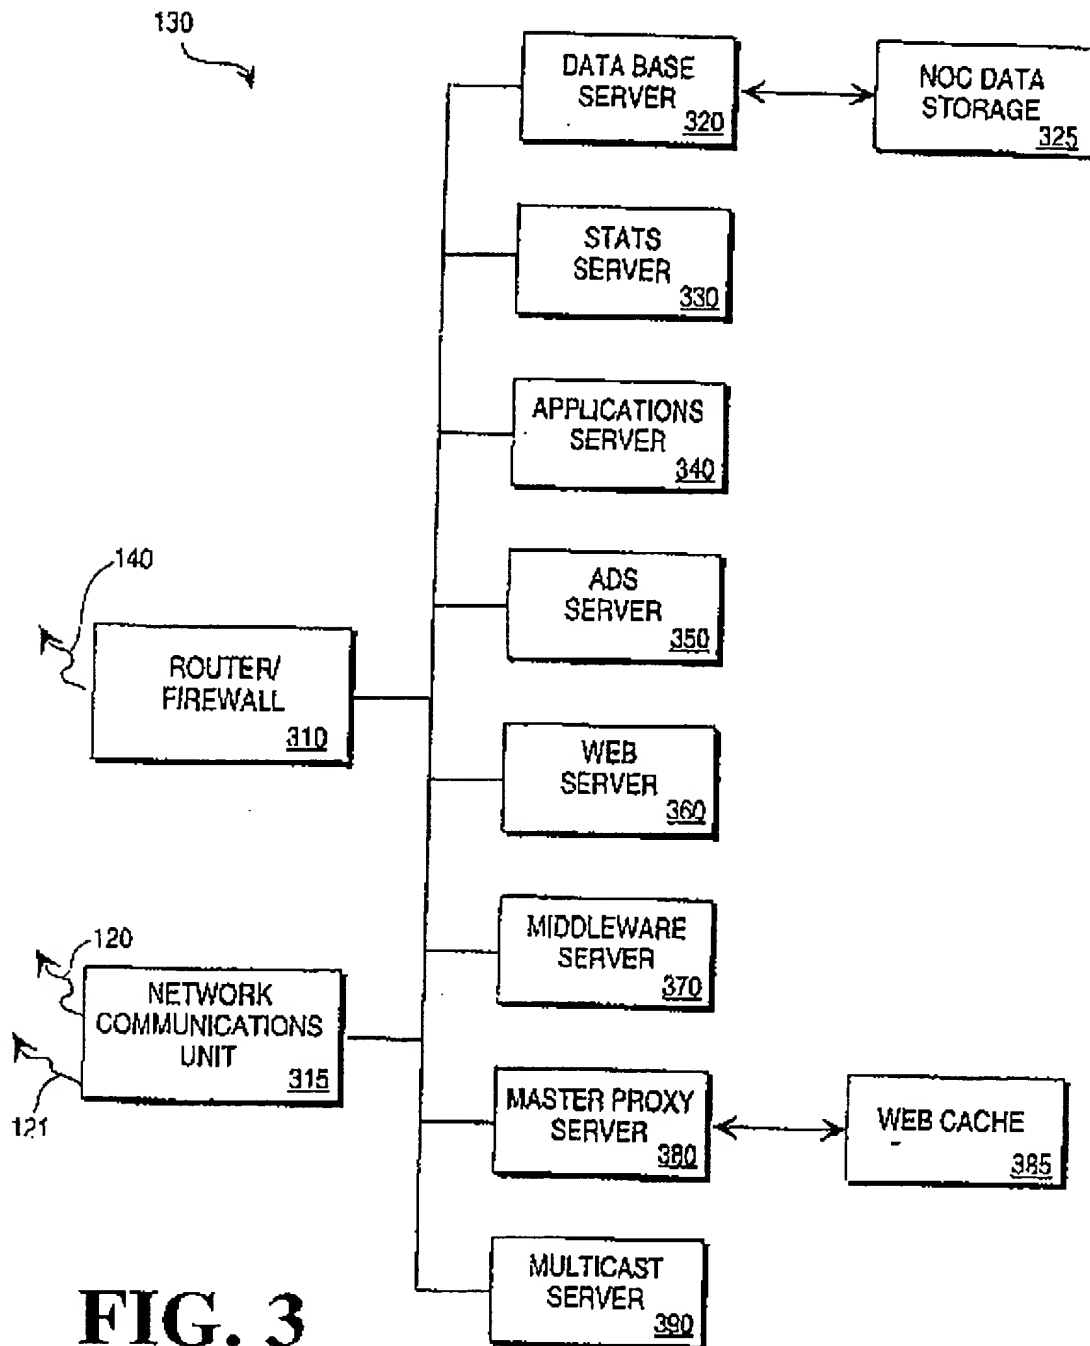 130
DATA BASE
SERVER
320
NOC DATA
STORAGE
325
STATS
SERVER
330
APPLICATIONS
SERVER
340
140
ADS
SERVER
350
ROUTER/
FIREWALL
310
WEB
SERVER
360
120
NETWORK
COMMUNICATIONS
UNIT
315
121
MIDDLEWARE
SERVER
370
MASTER PROXY
SERVER
380
WEB CACHE
385
MULTICAST
SERVER
390
FIG. 3